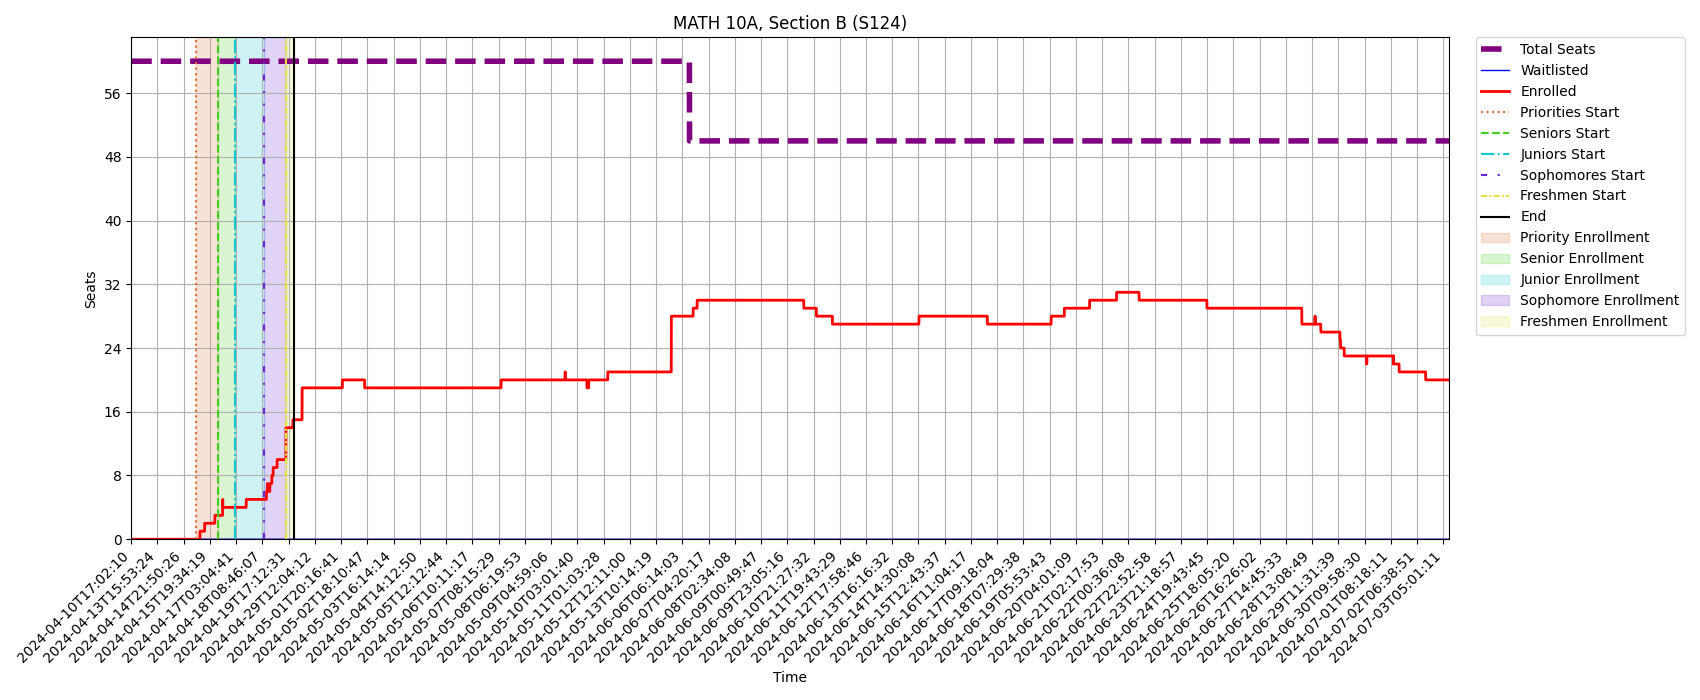 MATH 10A, Section B (S124)
Total Seats
Waitlisted
Enrolled
Priorities Start
Seniors Start
Juniors Start
Sophomores Start
Freshmen Start
End
Priority Enrollment
Senior Enrollment
Junior Enrollment
Sophomore Enrollment
Freshmen Enrollment
Seats
56
48
40
32
24
16
8
0
2024-04-10T17:02:10
2024-04-13T15:53:24
2024-04-14T21:50:26
2024-04-15T19:34:19
2024-04-17T03:04:41
2024-04-18T08:46:07
2024-04-19T17:12:31
2024-04-29T12:04:12
2024-05-01T20:16:41
2024-05-02T18:10:47
2024-05-03T16:14:14
2024-05-04T14:12:50
2024-05-05T12:12:44
2024-05-06T10:11:17
2024-05-07T08:15:29
2024-05-08T06:19:53
2024-05-09T04:59:06
2024-05-10T03:01:40
2024-05-11T01:03:28
2024-05-12T12:11:00
2024-05-13T10:14:19
2024-06-06T06:14:03
2024-06-07T04:20:17
2024-06-08T02:34:08
2024-06-09T00:49:47
2024-06-09T23:05:16
2024-06-10T21:27:32
2024-06-11T19:43:29
2024-06-12T17:58:46
2024-06-13T16:16:32
2024-06-14T14:30:08
2024-06-15T12:43:37
2024-06-16T11:04:17
2024-06-17T09:18:04
2024-06-18T07:29:38
2024-06-19T05:53:43
2024-06-20T04:01:09
2024-06-21T02:17:53
2024-06-22T00:36:08
2024-06-22T22:52:58
2024-06-23T21:18:57
2024-06-24T19:43:45
2024-06-25T18:05:20
2024-06-26T16:26:02
2024-06-27T14:45:33
2024-06-28T13:08:49
2024-06-29T11:31:39
2024-06-30T09:58:30
2024-07-01T08:18:11
2024-07-02T06:38:51
2024-07-03T05:01:11
Time